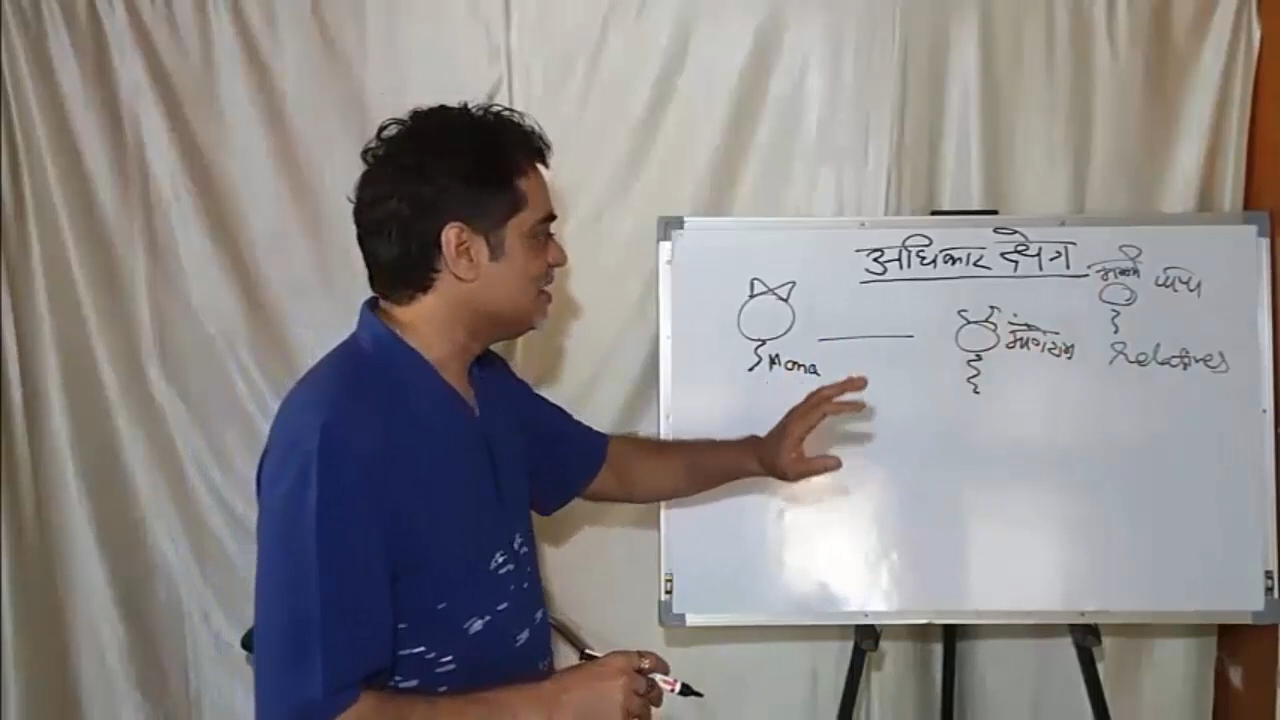 अधिकार क्षेत्र
पापा
Mona
relatives